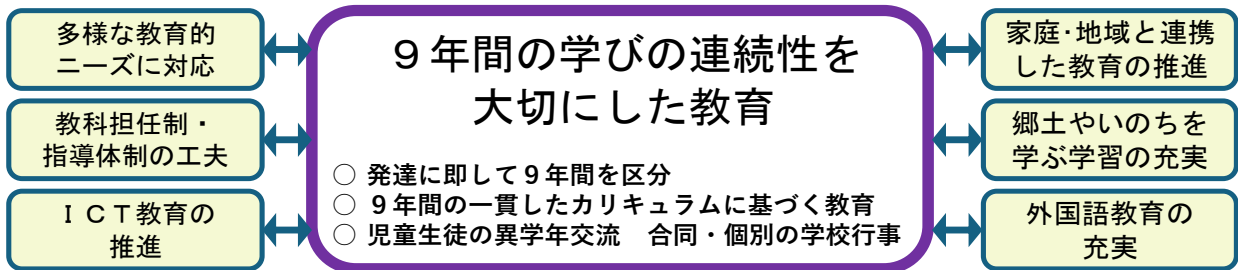 多様な教育的
ニーズに対応
教科担任制・
指導体制の工夫
ＩＣＴ教育の
推進
９年間の学びの連続性を
大切にした教育
○ 発達に即して９年間を区分
○ ９年間の一貫したカリキュラムに基づく教育
○ 児童生徒の異学年交流　合同・個別の学校行事
家庭･地域と連携
した教育の推進
郷土やいのちを
学ぶ学習の充実
外国語教育の
充実